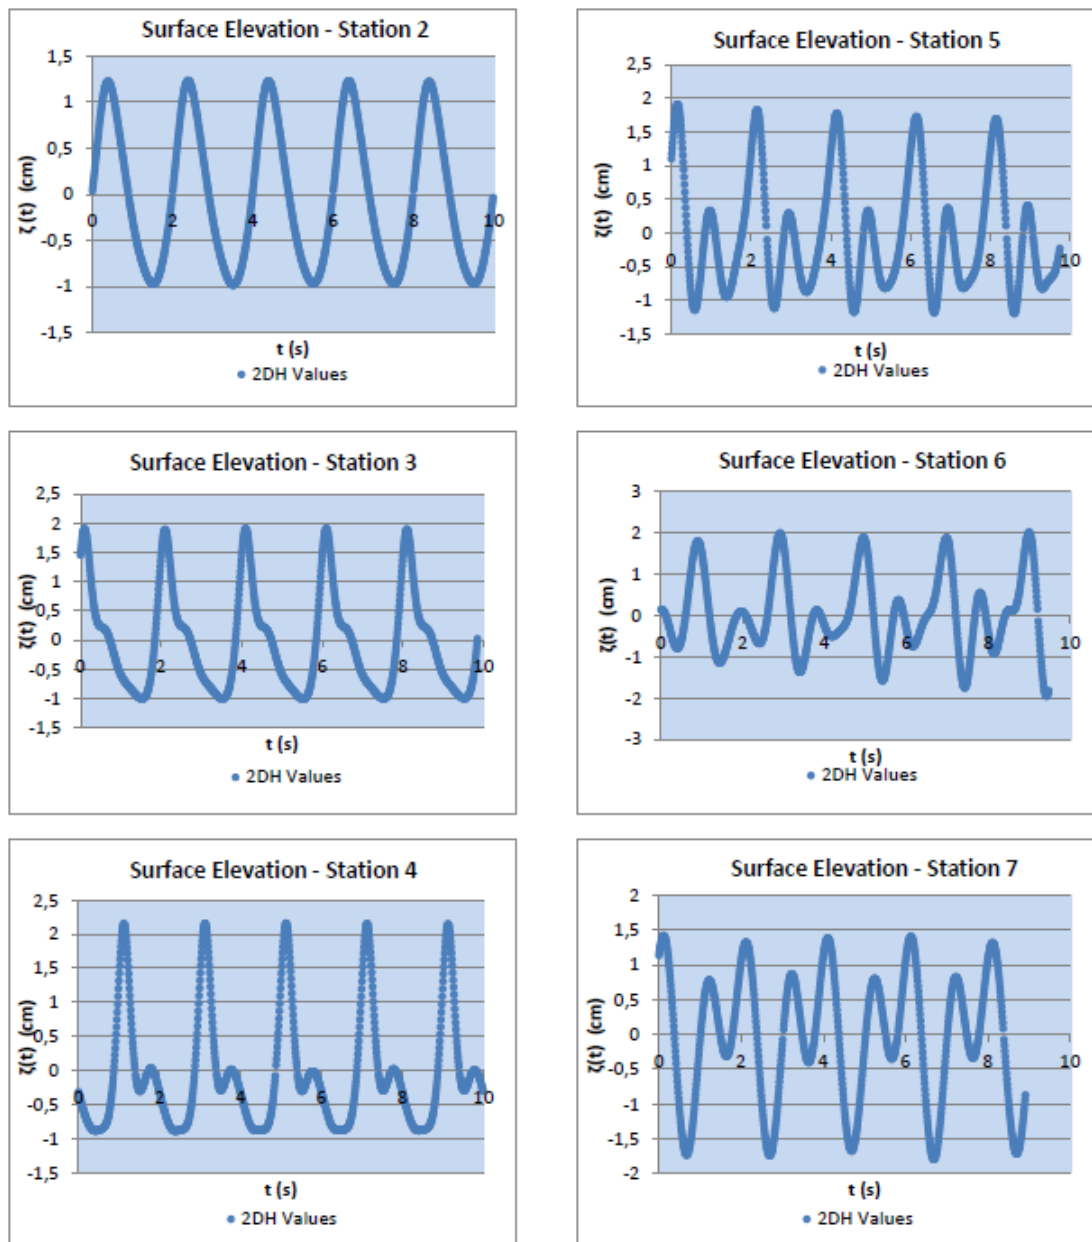 Surface Elevation - Station 2
1,5
1
0,5
0
-0,5
-1
-1,5
0 2 4 6 8 10
ζ(t) (cm)
t (s)
2DH Values
Surface Elevation - Station 5
2,5
2
1,5
1
0,5
0
-0,5
-1
-1,5
0 2 4 6 8 10
ζ(t) (cm)
t (s)
2DH Values
Surface Elevation - Station 3
2,5
2
1,5
1
0,5
0
-0,5
-1
-1,5
0 2 4 6 8 10
ζ(t) (cm)
t (s)
2DH Values
Surface Elevation - Station 6
3
2
1
0
-1
-2
-3
0 2 4 6 8 10
ζ(t) (cm)
t (s)
2DH Values
Surface Elevation - Station 4
2,5
2
1,5
1
0,5
0
-0,5
-1
-1,5
0 2 4 6 8 10
ζ(t) (cm)
t (s)
2DH Values
Surface Elevation - Station 7
2
1,5
1
0,5
0
-0,5
-1
-1,5
-2
0 2 4 6 8 10
ζ(t) (cm)
t (s)
2DH Values